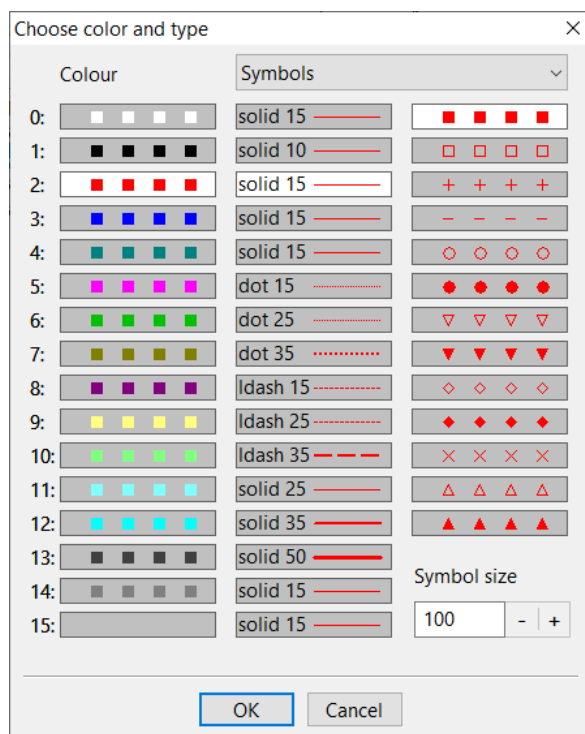 Choose color and type
Colour Symbols
0: solid 15
1: solid 10
2: solid 15
3: solid 15
4: solid 15
5: dot 15
6: dot 25
7: dot 35
8: ldash 15
9: ldash 25
10: ldash 35
11: solid 25
12: solid 35
13: solid 50
14: solid 15
15: solid 15
Symbol size
100 - +
OK Cancel